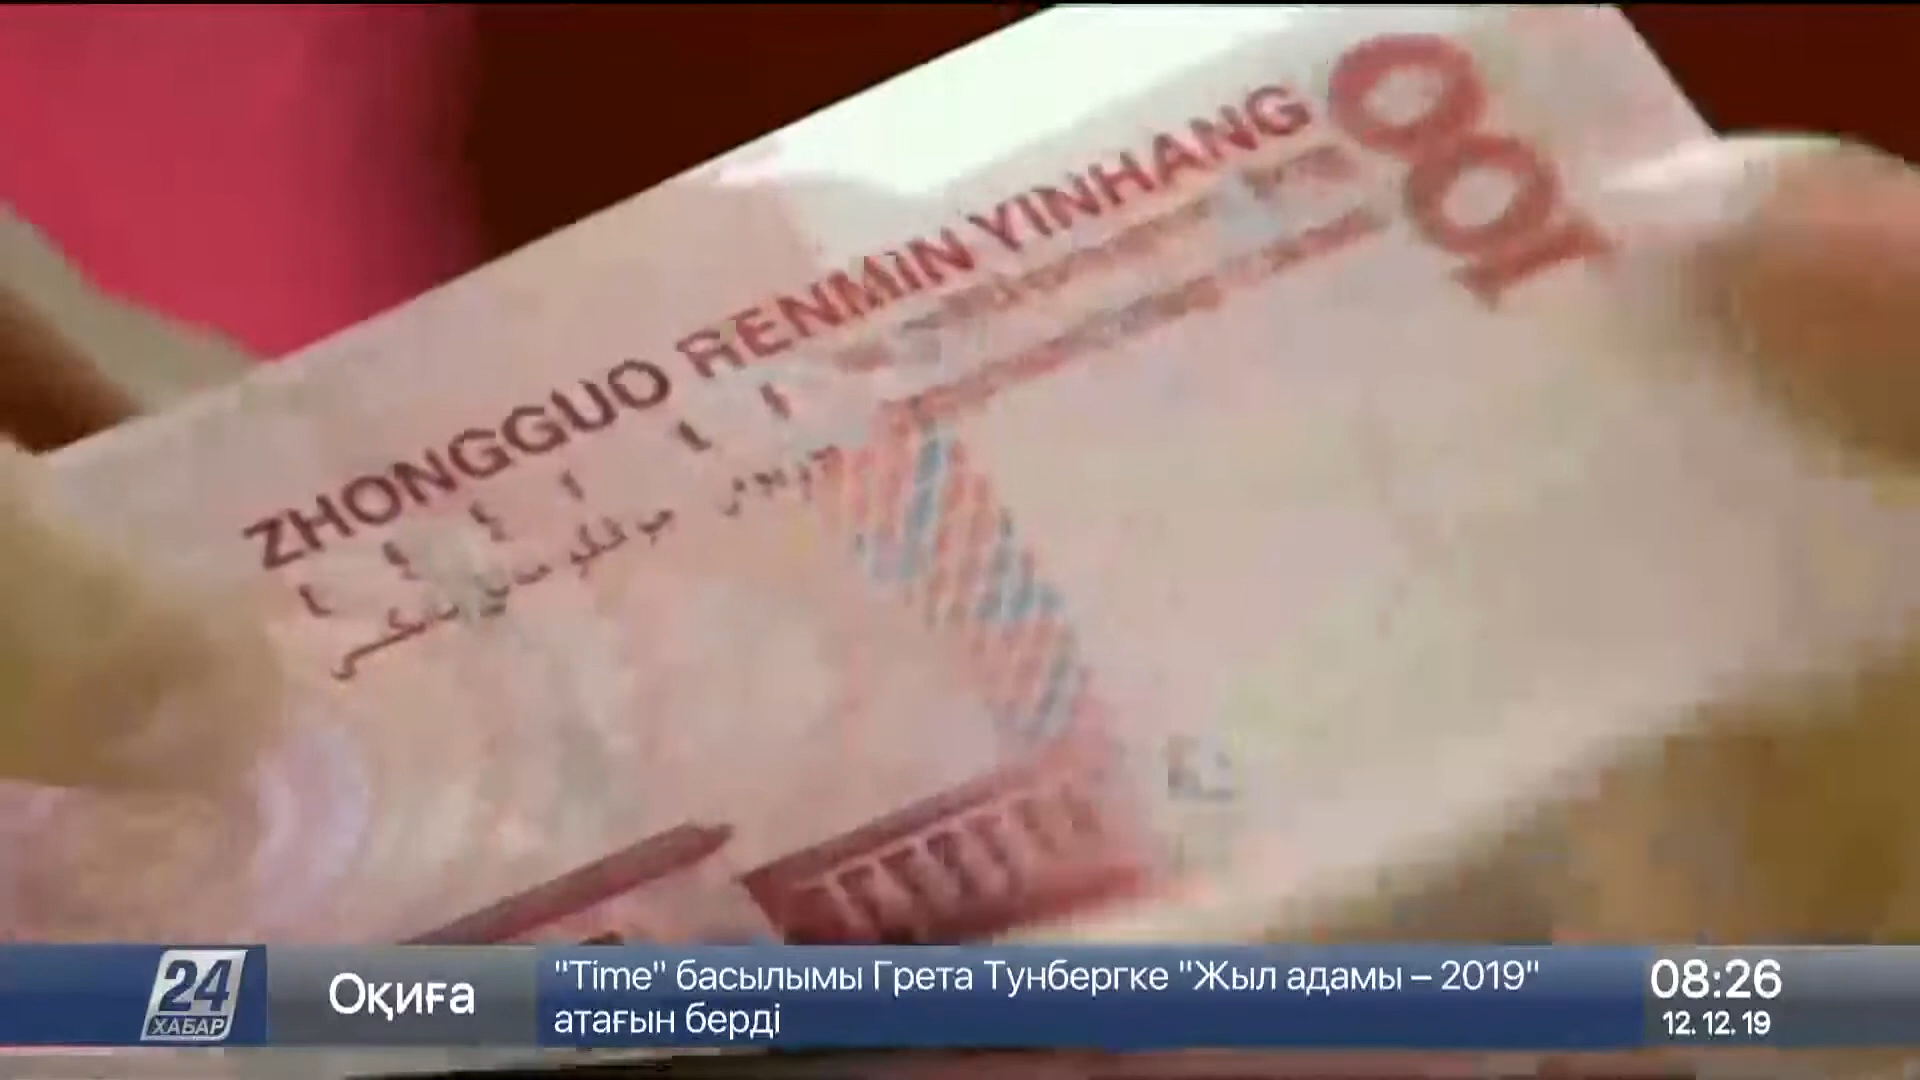 ZHONGGUO RENMIN YINHANG
100
24
ХАБАР
Оқиға
"Time" басылымы Грета Тунбергке "Жыл адамы – 2019"
атағын берді
08:26
12.12.19